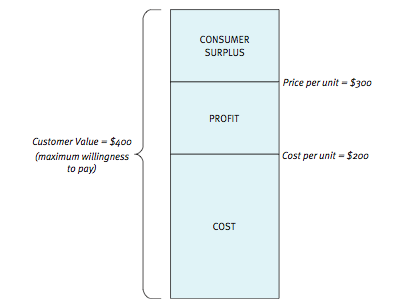 CONSUMER
SURPLUS
Price per unit = $300
PROFIT
Customer Value = $400
(maximum willingness
to pay)
Cost per unit = $200
COST